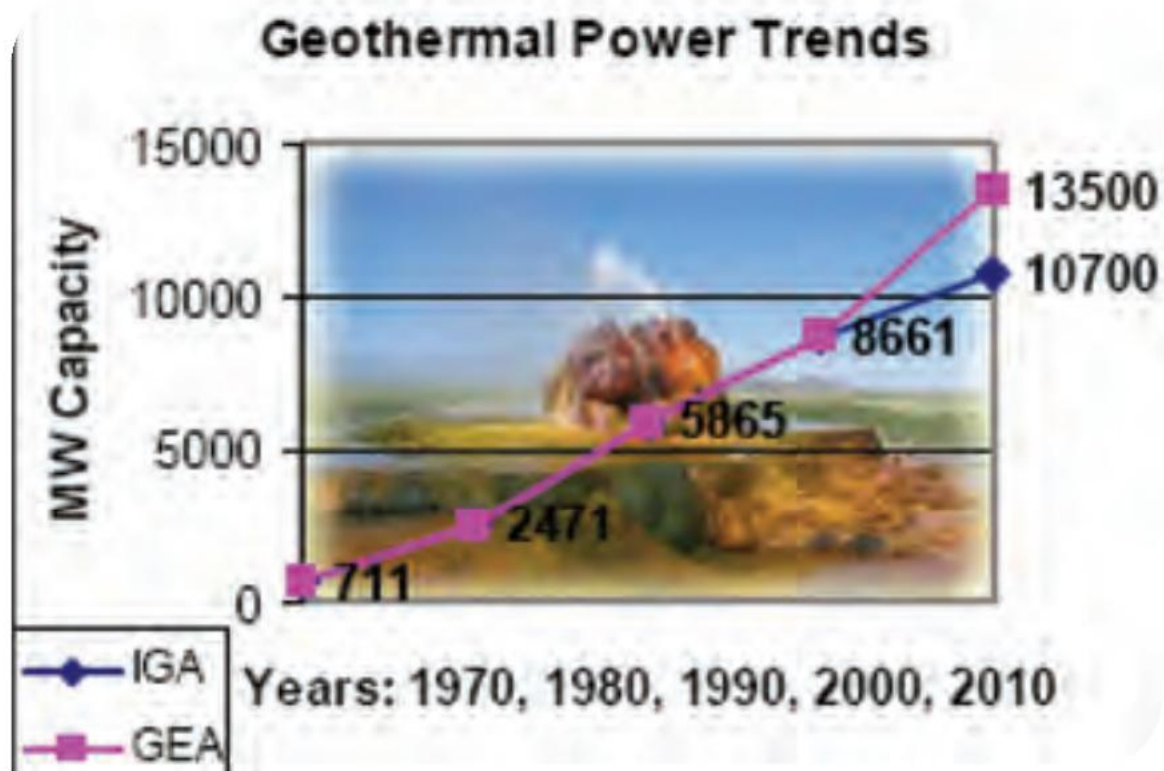 Geothermal Power Trends
MW Capacity
15000
10000
5000
0
13500
10700
8661
5865
2471
711
IGA
GEA
Years: 1970, 1980, 1990, 2000, 2010